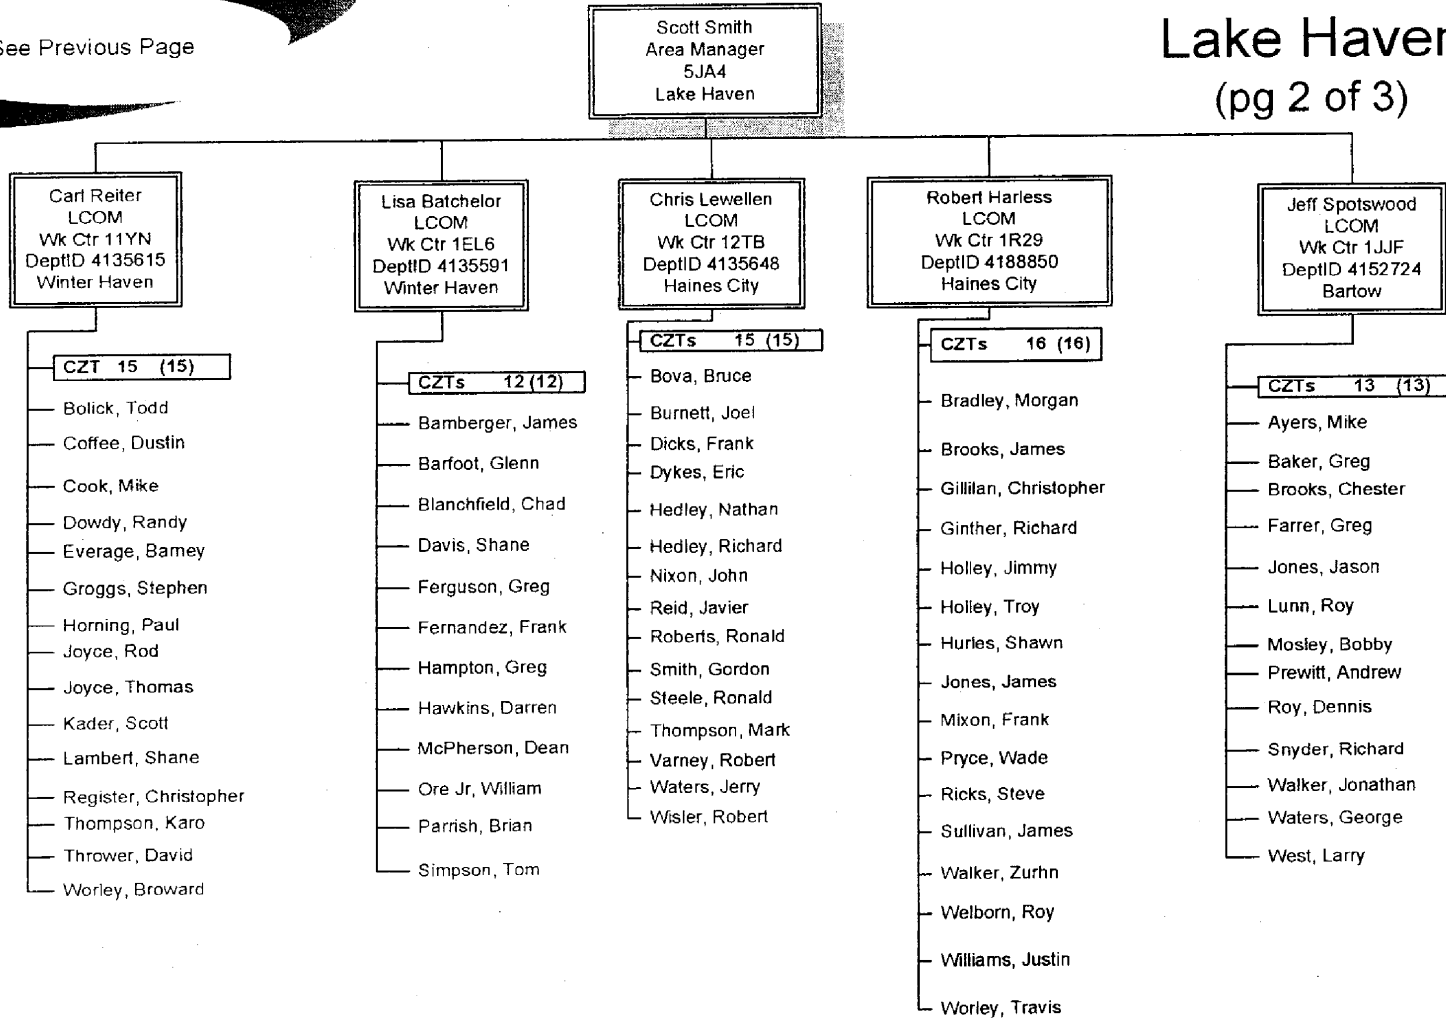 See Previous Page
Scott Smith
Area Manager
5JA4
Lake Haven
Lake Haven
(pg 2 of 3)
Carl Reiter
LCOM
Wk Ctr 11YN
DeptID 4135615
Winter Haven
CZT 15 (15)
Bolick, Todd
Coffee, Dustin
Cook, Mike
Dowdy, Randy
Everage, Barney
Groggs, Stephen
Horning, Paul
Joyce, Rod
Joyce, Thomas
Kader, Scott
Lambert, Shane
Register, Christopher
Thompson, Karo
Thrower, David
Worley, Broward
Lisa Batchelor
LCOM
Wk Ctr 1EL6
DeptID 4135591
Winter Haven
CZTs 12 (12)
Bamberger, James
Barfoot, Glenn
Blanchfield, Chad
Davis, Shane
Ferguson, Greg
Fernandez, Frank
Hampton, Greg
Hawkins, Darren
McPherson, Dean
Ore Jr, William
Parrish, Brian
Simpson, Tom
Chris Lewellen
LCOM
Wk Ctr 12TB
DeptID 4135648
Haines City
CZTs 15 (15)
Bova, Bruce
Burnett, Joel
Dicks, Frank
Dykes, Eric
Hedley, Nathan
Hedley, Richard
Nixon, John
Reid, Javier
Roberts, Ronald
Smith, Gordon
Steele, Ronald
Thompson, Mark
Varney, Robert
Waters, Jerry
Wisler, Robert
Robert Harless
LCOM
Wk Ctr 1R29
DeptID 4188850
Haines City
CZTs 16 (16)
Bradley, Morgan
Brooks, James
Gillilan, Christopher
Ginther, Richard
Holley, Jimmy
Holley, Troy
Hurles, Shawn
Jones, James
Mixon, Frank
Pryce, Wade
Ricks, Steve
Sullivan, James
Walker, Zurhn
Welborn, Roy
Williams, Justin
Worley, Travis
Jeff Spotswood
LCOM
Wk Ctr 1JJF
DeptID 4152724
Bartow
CZTs 13 (13)
Ayers, Mike
Baker, Greg
Brooks, Chester
Farrer, Greg
Jones, Jason
Lunn, Roy
Mosley, Bobby
Prewitt, Andrew
Roy, Dennis
Snyder, Richard
Walker, Jonathan
Waters, George
West, Larry